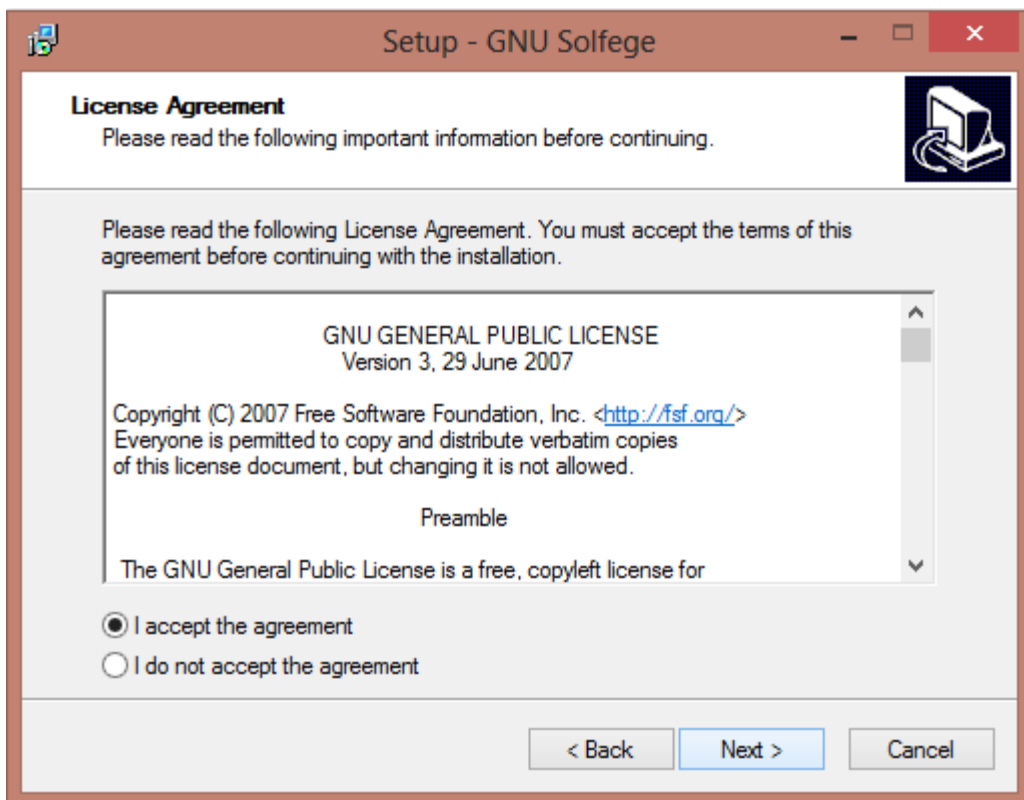 Setup - GNU Solfege
License Agreement
Please read the following important information before continuing.
Please read the following License Agreement. You must accept the terms of this
agreement before continuing with the installation.
GNU GENERAL PUBLIC LICENSE
Version 3, 29 June 2007
Copyright (C) 2007 Free Software Foundation, Inc. <http://fsf.org/>
Everyone is permitted to copy and distribute verbatim copies
of this license document, but changing it is not allowed.
Preamble
The GNU General Public License is a free, copyleft license for
I accept the agreement
I do not accept the agreement
< Back Next > Cancel